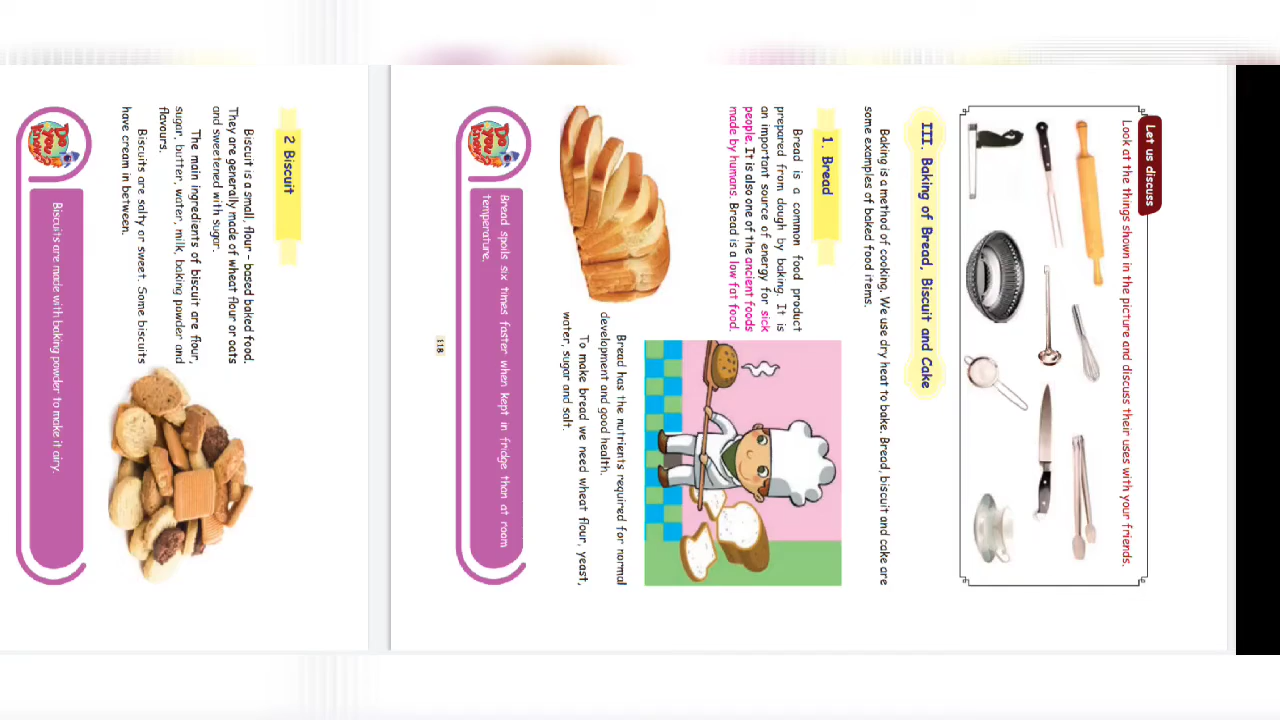 Let us discuss
Look at the things shown in the picture and discuss their uses with your friends.
III. Baking of Bread, Biscuit and Cake
Baking is a method of cooking. We use dry heat to bake. Bread, biscuit and cake are
some examples of baked food items.
1. Bread
Bread is a common food product
prepared from dough by baking. It is
an important source of energy for sick
people. It is also one of the ancient foods
made by humans. Bread is a low fat food.
Bread has the nutrients required for normal
development and good health.
To make bread we need wheat flour, yeast,
water, sugar and salt.
Do you know?
Bread spoils six times faster when kept in fridge than at room
temperature.
118
2 Biscuit
Biscuit is a small, flour - based baked food.
They are generally made of wheat flour or oats
and sweetened with sugar.
The main ingredients of biscuit are flour,
sugar, butter, water, milk, baking powder and
flavours.
Biscuits are salty or sweet. Some biscuits
have cream in between.
Do you know?
Biscuits are made with baking powder to make it airy.